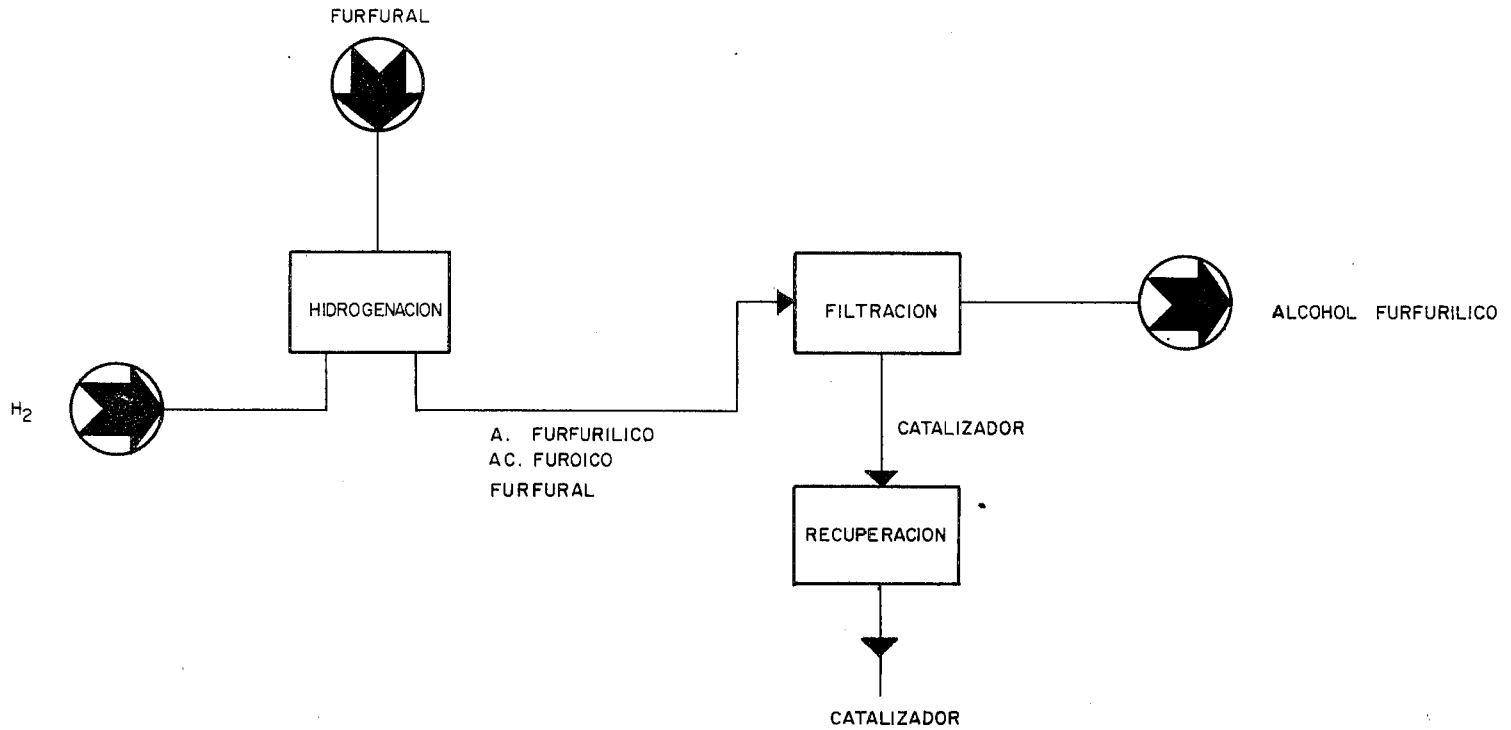 FURFURAL
HIDROGENACION
FILTRACION
ALCOHOL FURFURILICO
H2
A. FURFURILICO
AC. FUROICO
FURFURAL
CATALIZADOR
RECUPERACION
CATALIZADOR